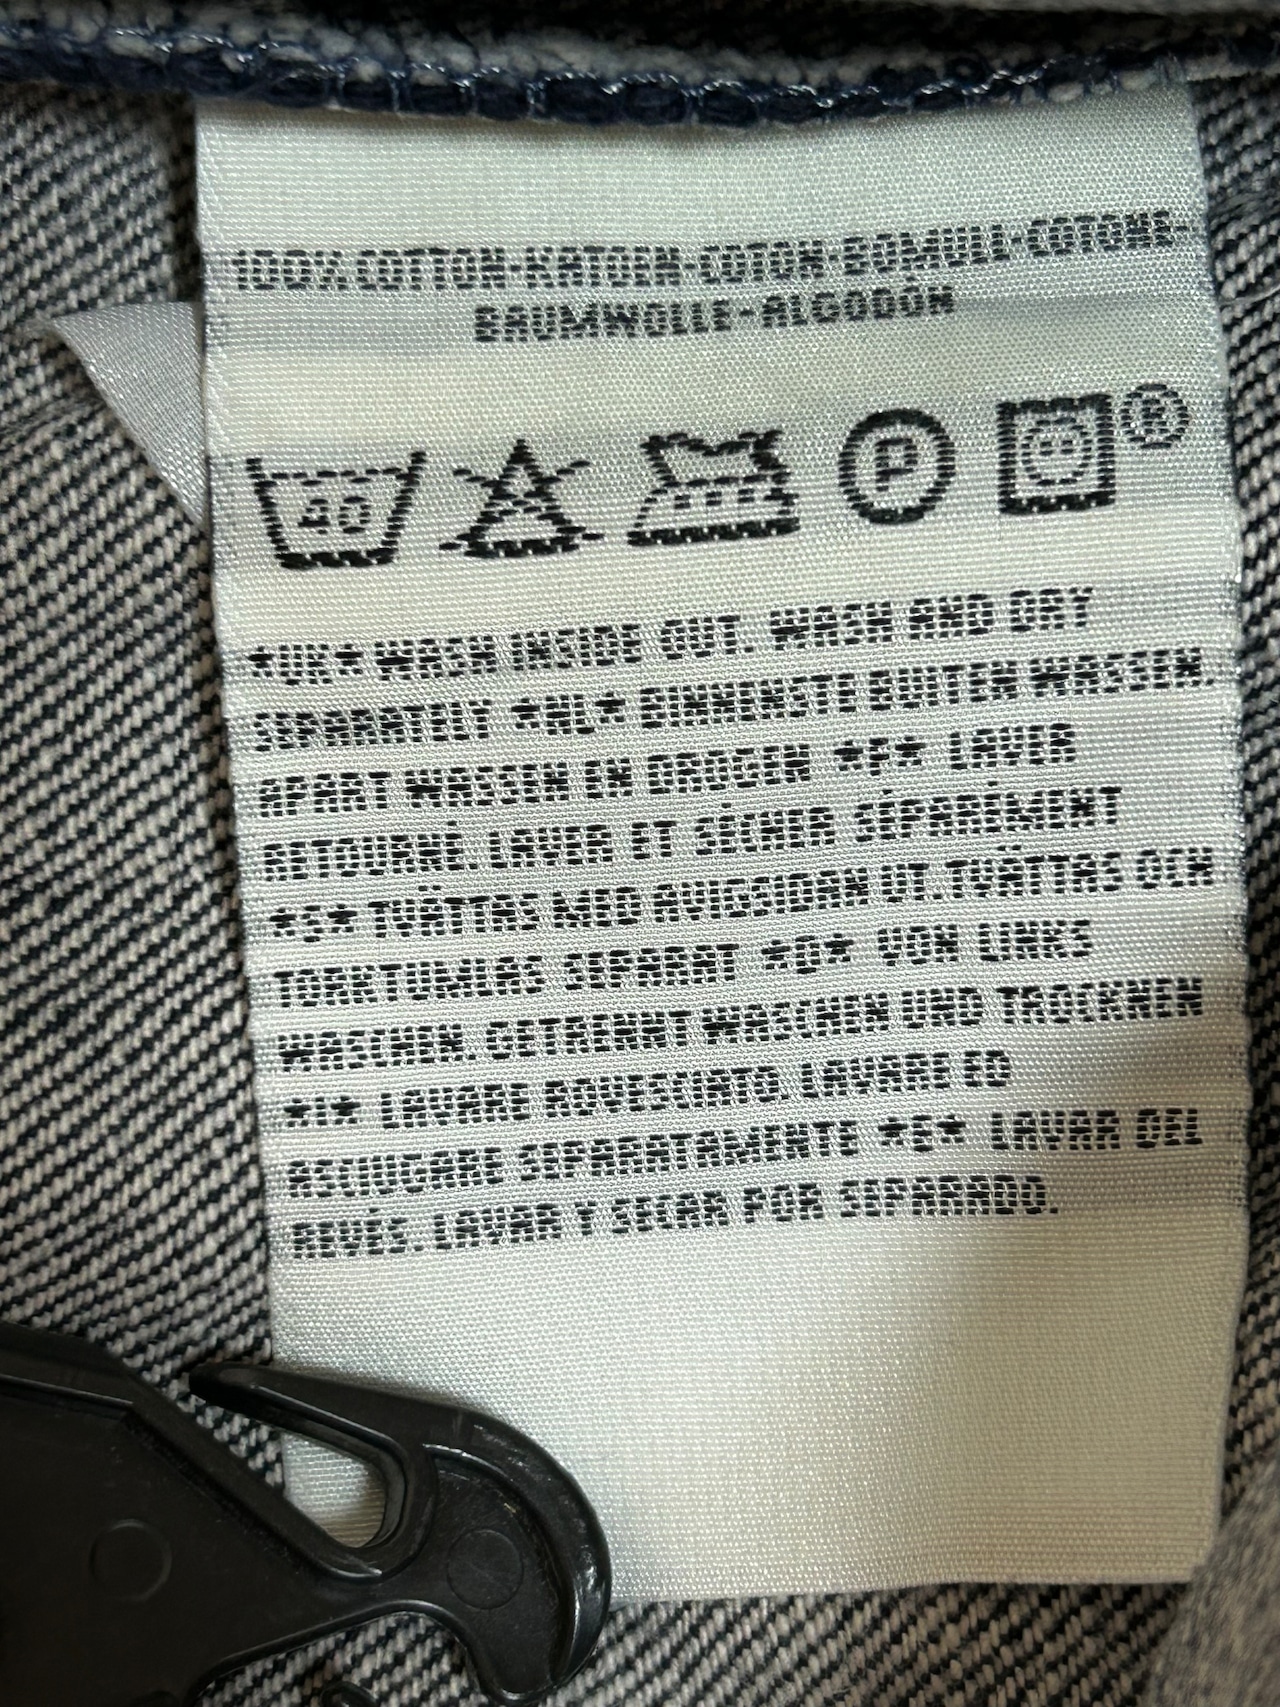 100% COTTON-KATOEN-COTON-BOMULL-COTONE-
BAUMWOLLE-ALGODÓN
40 P ®
*UK* WASH INSIDE OUT. WASH AND DRY
SEPARATELY *NL* BINNENSTE BUITEN WASSEN.
APART WASSEN EN DROGEN *F* LAVER
RETOURNÉ. LAVER ET SÉCHER SÉPARÉMENT
*S* TVÄTTAS MED AVIGSIDAN UT. TVÄTTAS OCH
TORKTUMLAS SEPARAT *D* VON LINKS
WASCHEN. GETRENNT WASCHEN UND TROCKNEN
*I* LAVARE ROVESCIATO. LAVARE ED
ASCIUGARE SEPARATAMENTE *E* LAVAR DEL
REVÉS. LAVAR Y SECAR POR SEPARADO.